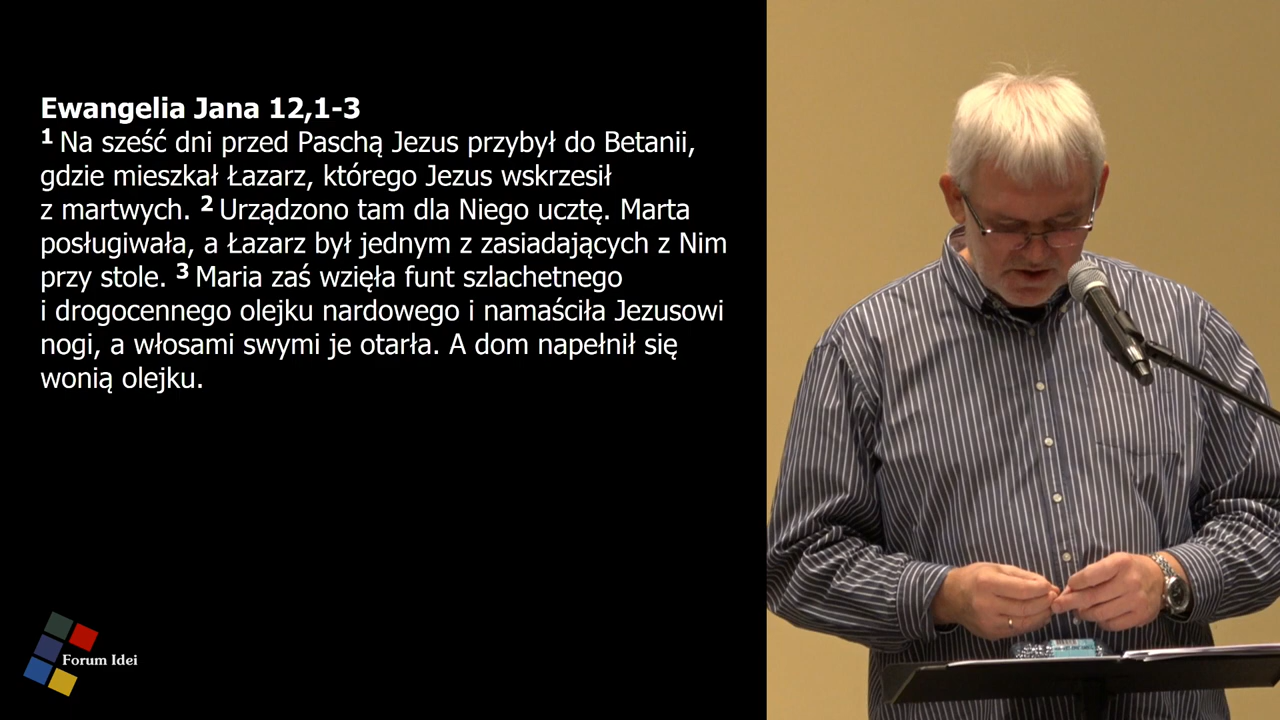 Ewangelia Jana 12,1-3
1 Na sześć dni przed Paschą Jezus przybył do Betanii,
gdzie mieszkał Łazarz, którego Jezus wskrzesił
z martwych. 2 Urządzono tam dla Niego ucztę. Marta
posługiwała, a Łazarz był jednym z zasiadających z Nim
przy stole. 3 Maria zaś wzięła funt szlachetnego
i drogocennego olejku nardowego i namaściła Jezusowi
nogi, a włosami swymi je otarła. A dom napełnił się
wonią olejku.
Forum Idei